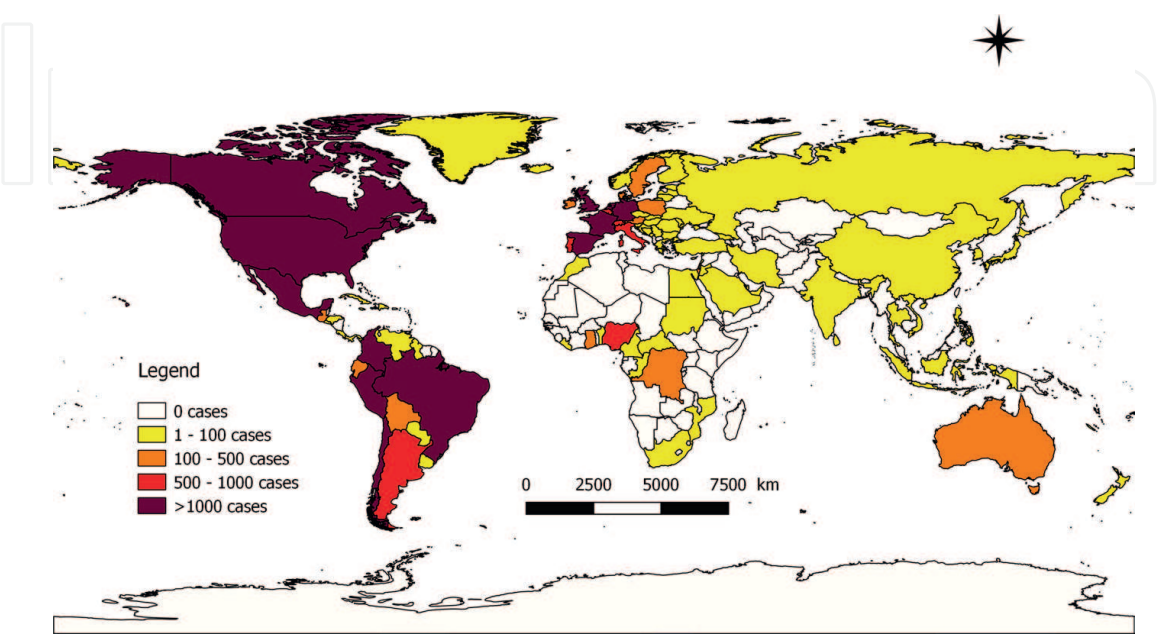 Legend
0 cases
1 - 100 cases
100 - 500 cases
500 - 1000 cases
>1000 cases
0 2500 5000 7500 km